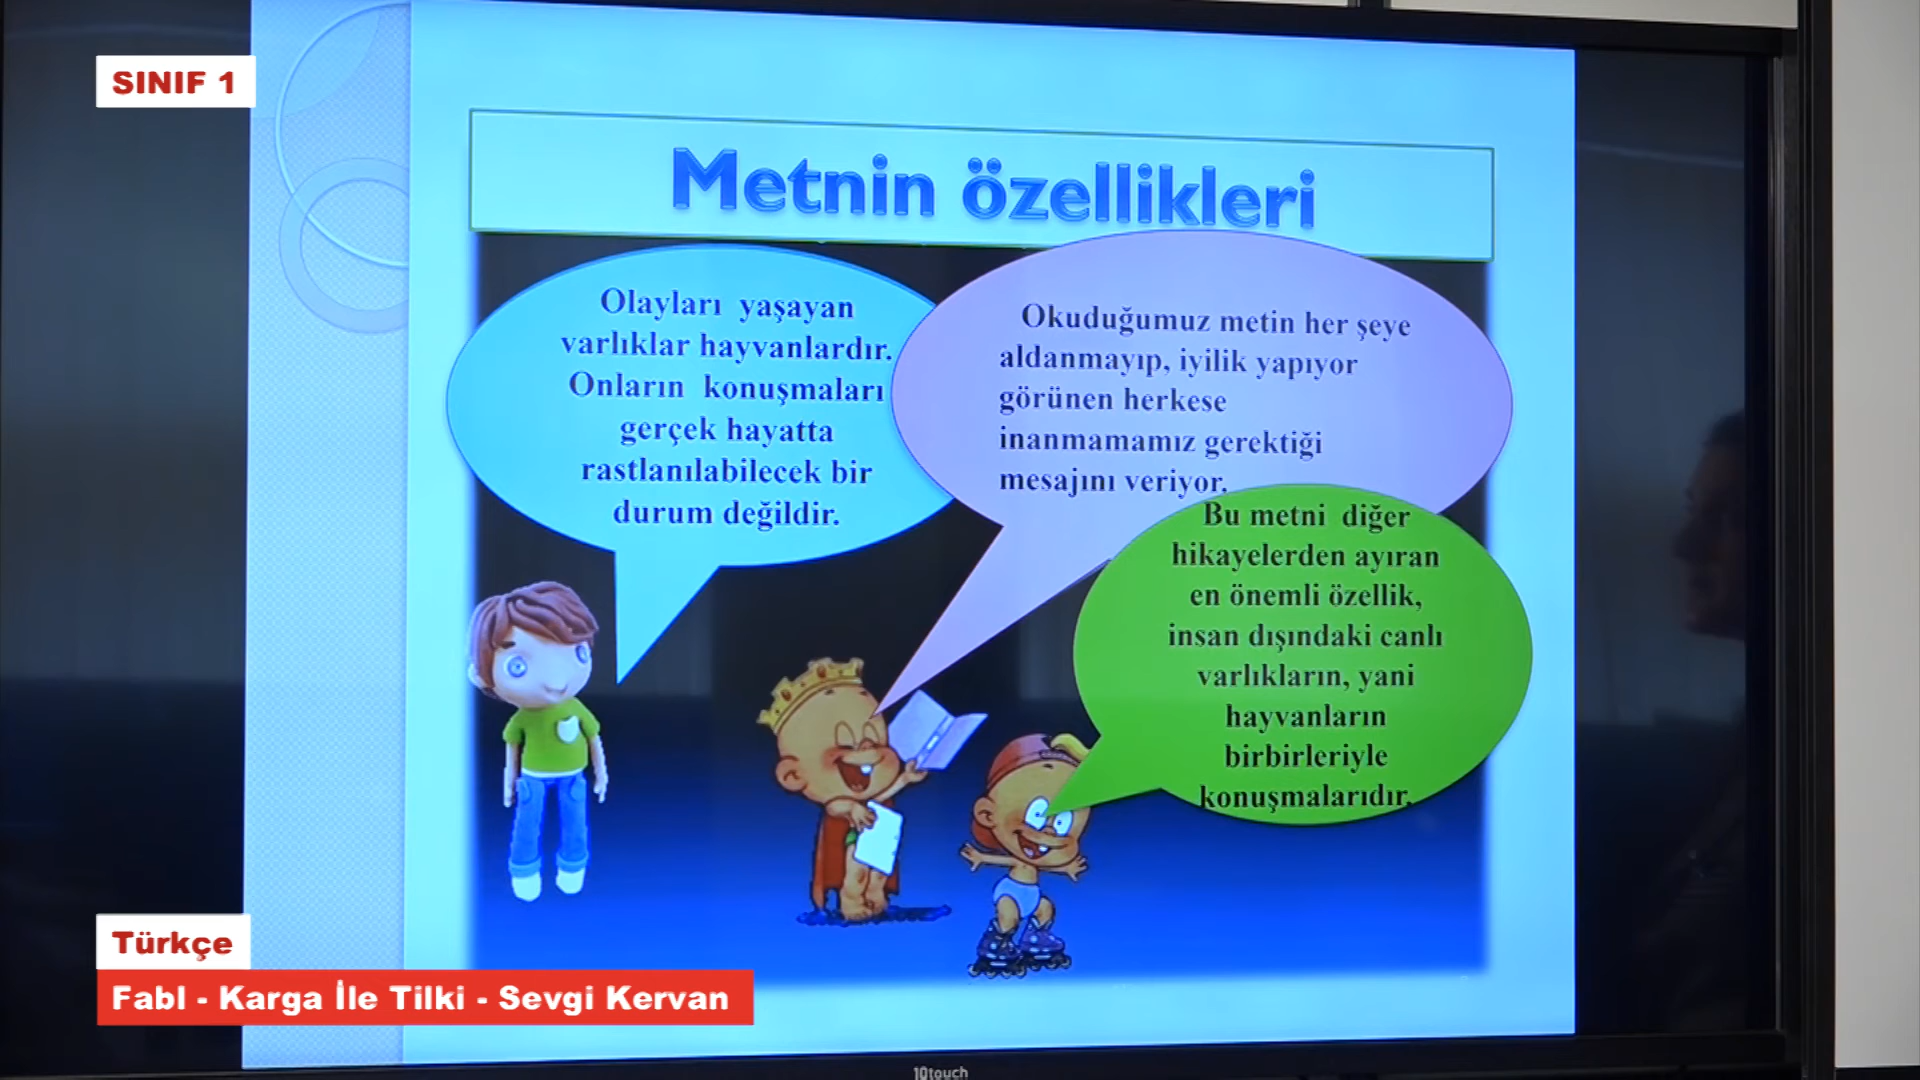 SINIF 1
Metnin özellikleri
Olayları yaşayan
varlıklar hayvanlardır.
Onların konuşmaları
gerçek hayatta
rastlanılabilecek bir
durum değildir.
Okuduğumuz metin her şeye
aldanmayıp, iyilik yapıyor
görünen herkese
inanmamamız gerektiği
mesajını veriyor.
Bu metni diğer
hikayelerden ayıran
en önemli özellik,
insan dışındaki canlı
varlıkların, yani
hayvanların
birbirleriyle
konuşmalarıdır.
Türkçe
Fabl - Karga İle Tilki - Sevgi Kervan
10touch